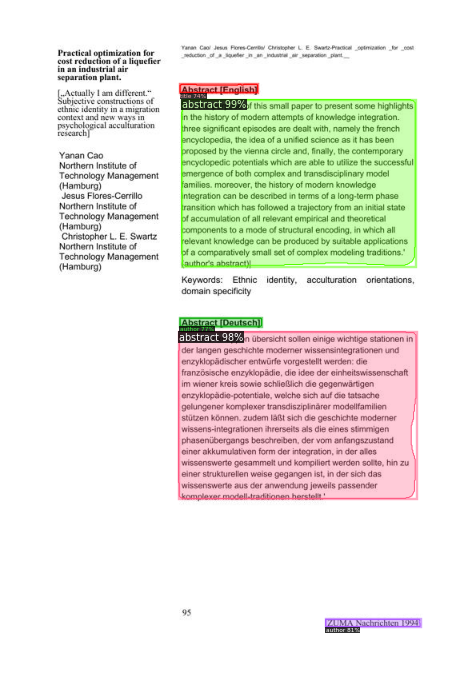 Practical optimization for
cost reduction of a liquefier
in an industrial air
separation plant.
[„Actually I am different.“
Subjective constructions of
ethnic identity in a migration
context and new ways in
psychological acculturation
research]
Yanan Cao
Northern Institute of
Technology Management
(Hamburg)
Jesus Flores-Cerrillo
Northern Institute of
Technology Management
(Hamburg)
Christopher L. E. Swartz
Northern Institute of
Technology Management
(Hamburg)
Yanan Cao/ Jesus Flores-Cerrillo/ Christopher L. E. Swartz-Practical _optimization _for _cost
_reduction_of_a_liquefier _in _an _industrial_air _separation_plant.__
Abstract [English]
title 74%
abstract 99% f this small paper to present some highlights
in the history of modern attempts of knowledge integration.
three significant episodes are dealt with, namely the french
encyclopedia, the idea of a unified science as it has been
proposed by the vienna circle and, finally, the contemporary
encyclopedic potentials which are able to utilize the successful
emergence of both complex and transdisciplinary model
families. moreover, the history of modern knowledge
integration can be described in terms of a long-term phase
transition which has followed a trajectory from an initial state
of accumulation of all relevant empirical and theoretical
components to a mode of structural encoding, in which all
relevant knowledge can be produced by suitable applications
of a comparatively small set of complex modeling traditions.'
(author's abstract)|
Keywords: Ethnic identity, acculturation orientations,
domain specificity
Abstract [Deutsch]
author 77%
abstract 98% n übersicht sollen einige wichtige stationen in
der langen geschichte moderner wissensintegrationen und
enzyklopädischer entwürfe vorgestellt werden: die
französische enzyklopädie, die idee der einheitswissenschaft
im wiener kreis sowie schließlich die gegenwärtigen
enzyklopädie-potentiale, welche sich auf die tatsache
gelungener komplexer transdisziplinärer modellfamilien
stützen können. zudem läßt sich die geschichte moderner
wissens-integrationen ihrerseits als die eines stimmigen
phasenübergangs beschreiben, der vom anfangszustand
einer akkumulativen form der integration, in der alles
wissenswerte gesammelt und kompiliert werden sollte, hin zu
einer strukturellen weise gegangen ist, in der sich das
wissenswerte aus der anwendung jeweils passender
komplexer modell-traditionen herstellt.'
95
ZUMA Nachrichten 1994
author 81%